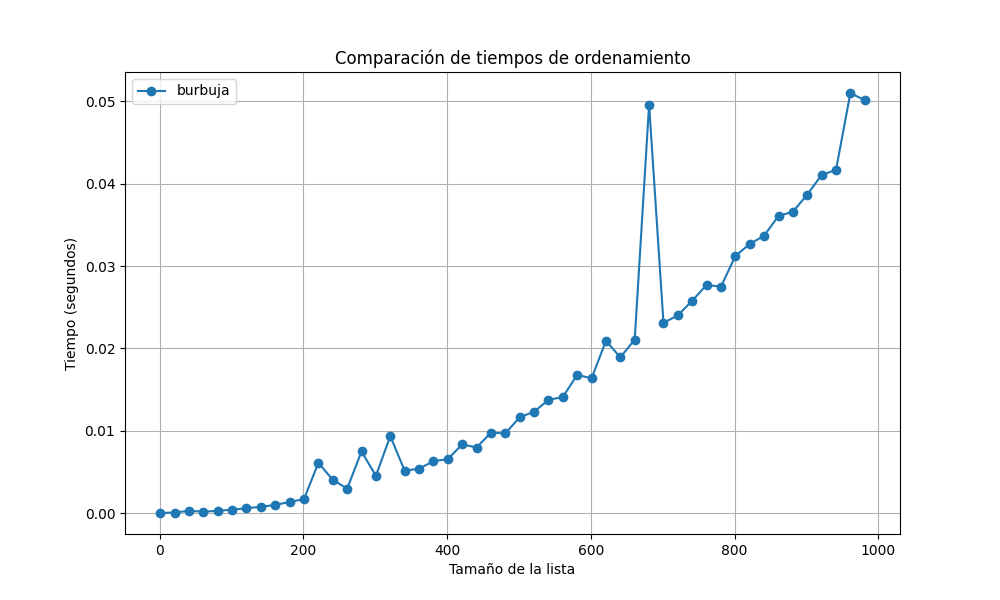 Comparación de tiempos de ordenamiento
burbuja
0.05
0.04
0.03
0.02
0.01
0.00
Tiempo (segundos)
0 200 400 600 800 1000
Tamaño de la lista